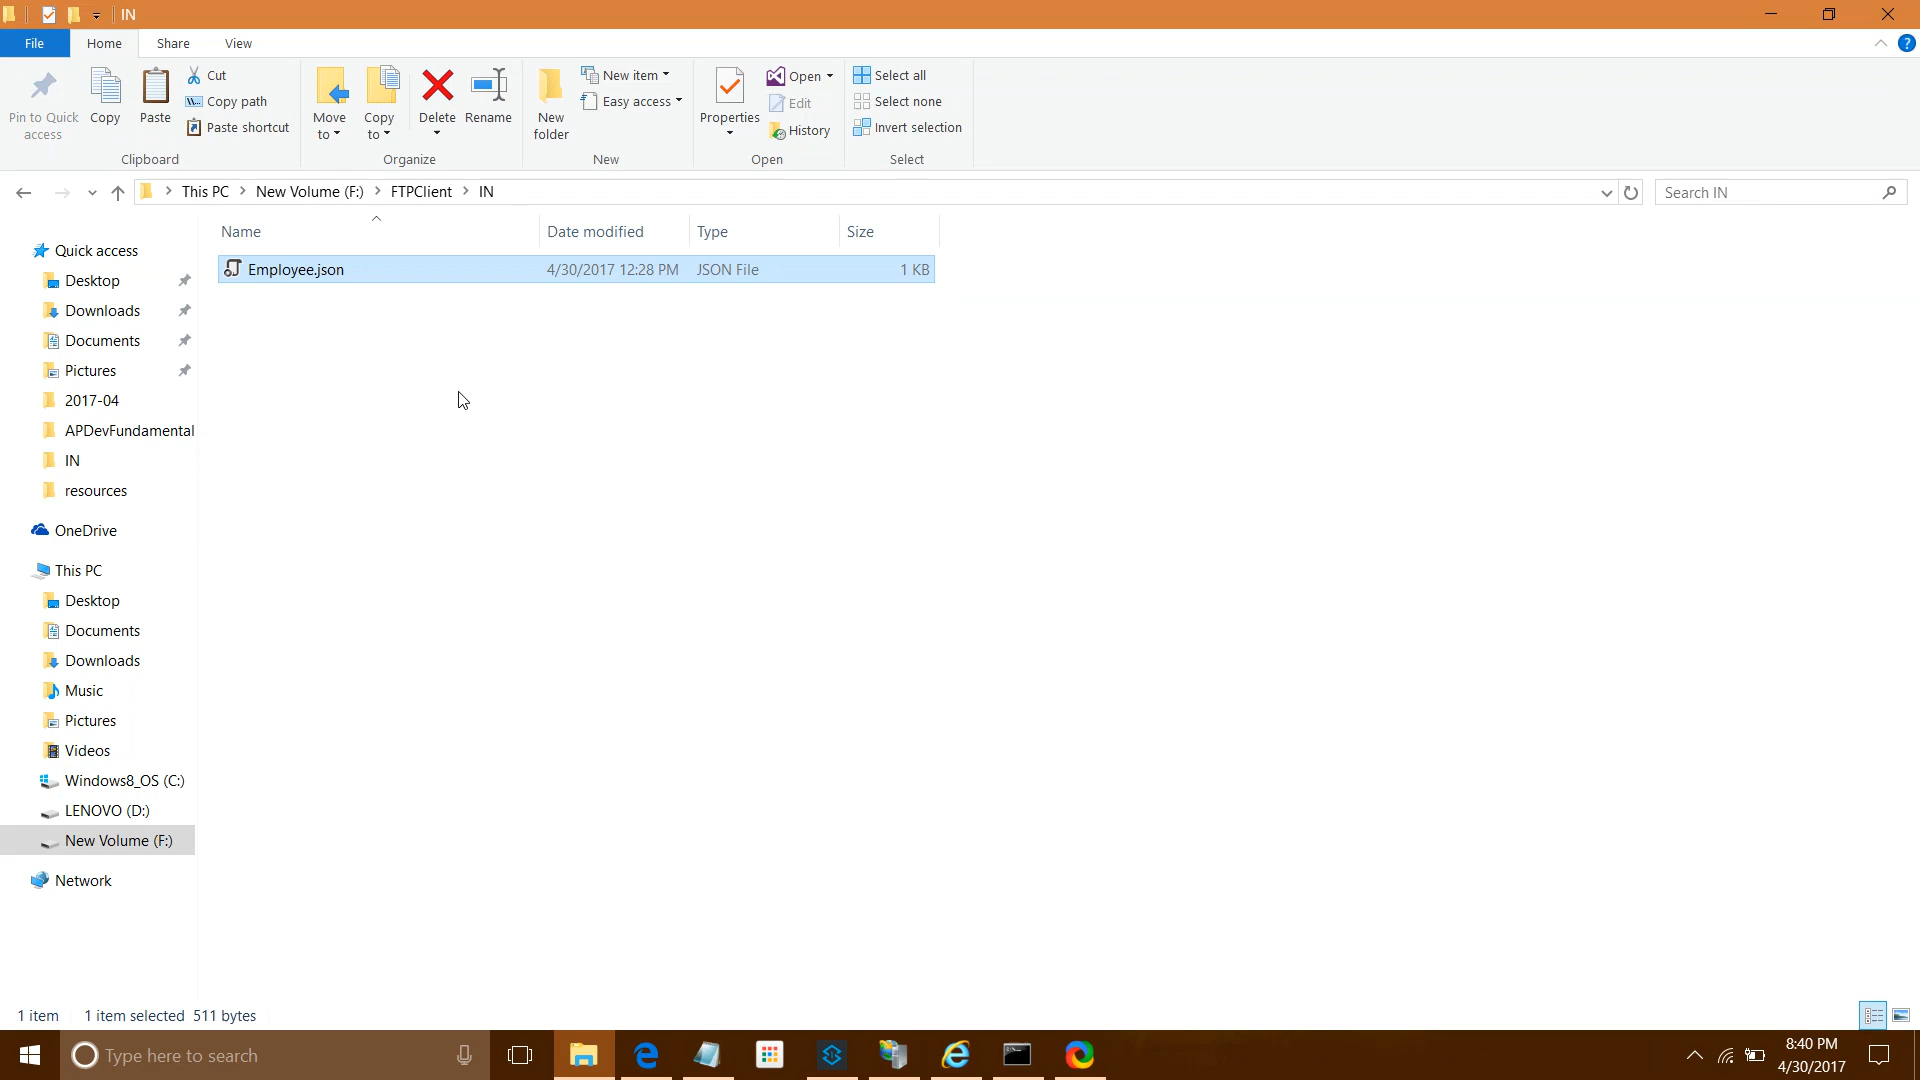 IN
File Home Share View
Pin to Quick access
Copy
Paste
Cut
Copy path
Paste shortcut
Clipboard
Move to
Copy to
Delete
Rename
Organize
New folder
New item
Easy access
New
Properties
Open
Edit
History
Open
Select all
Select none
Invert selection
Select
This PC New Volume (F:) FTPClient IN
Search IN
Name Date modified Type Size
Employee.json 4/30/2017 12:28 PM JSON File 1 KB
Quick access
Desktop
Downloads
Documents
Pictures
2017-04
APDevFundamental
IN
resources
OneDrive
This PC
Desktop
Documents
Downloads
Music
Pictures
Videos
Windows8_OS (C:)
LENOVO (D:)
New Volume (F:)
Network
1 item 1 item selected 511 bytes
Type here to search
8:40 PM
4/30/2017